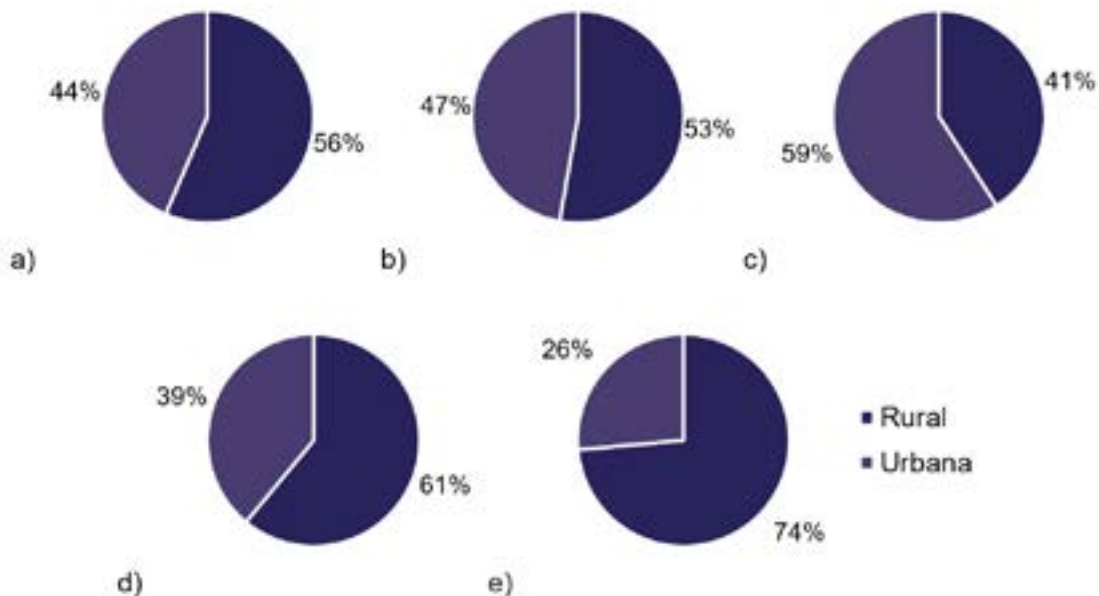 44%
56%
a)
47%
53%
b)
41%
59%
c)
39%
61%
d)
26%
74%
e)
Rural
Urbana